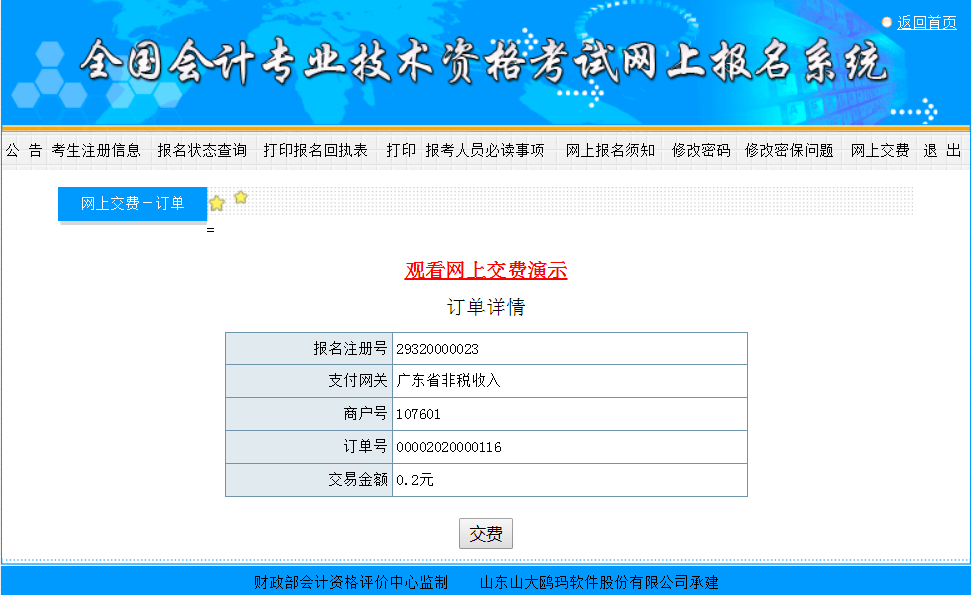 返回首页
全国会计专业技术资格考试网上报名系统
公 告 考生注册信息 报名状态查询 打印报名回执表 打印 报考人员必读事项 网上报名须知 修改密码 修改密保问题 网上交费 退 出
网上交费－订单
=
观看网上交费演示
订单详情
报名注册号 29320000023
支付网关 广东省非税收入
商户号 107601
订单号 00002020000116
交易金额 0.2元
交费
财政部会计资格评价中心监制 山东山大鸥玛软件股份有限公司承建